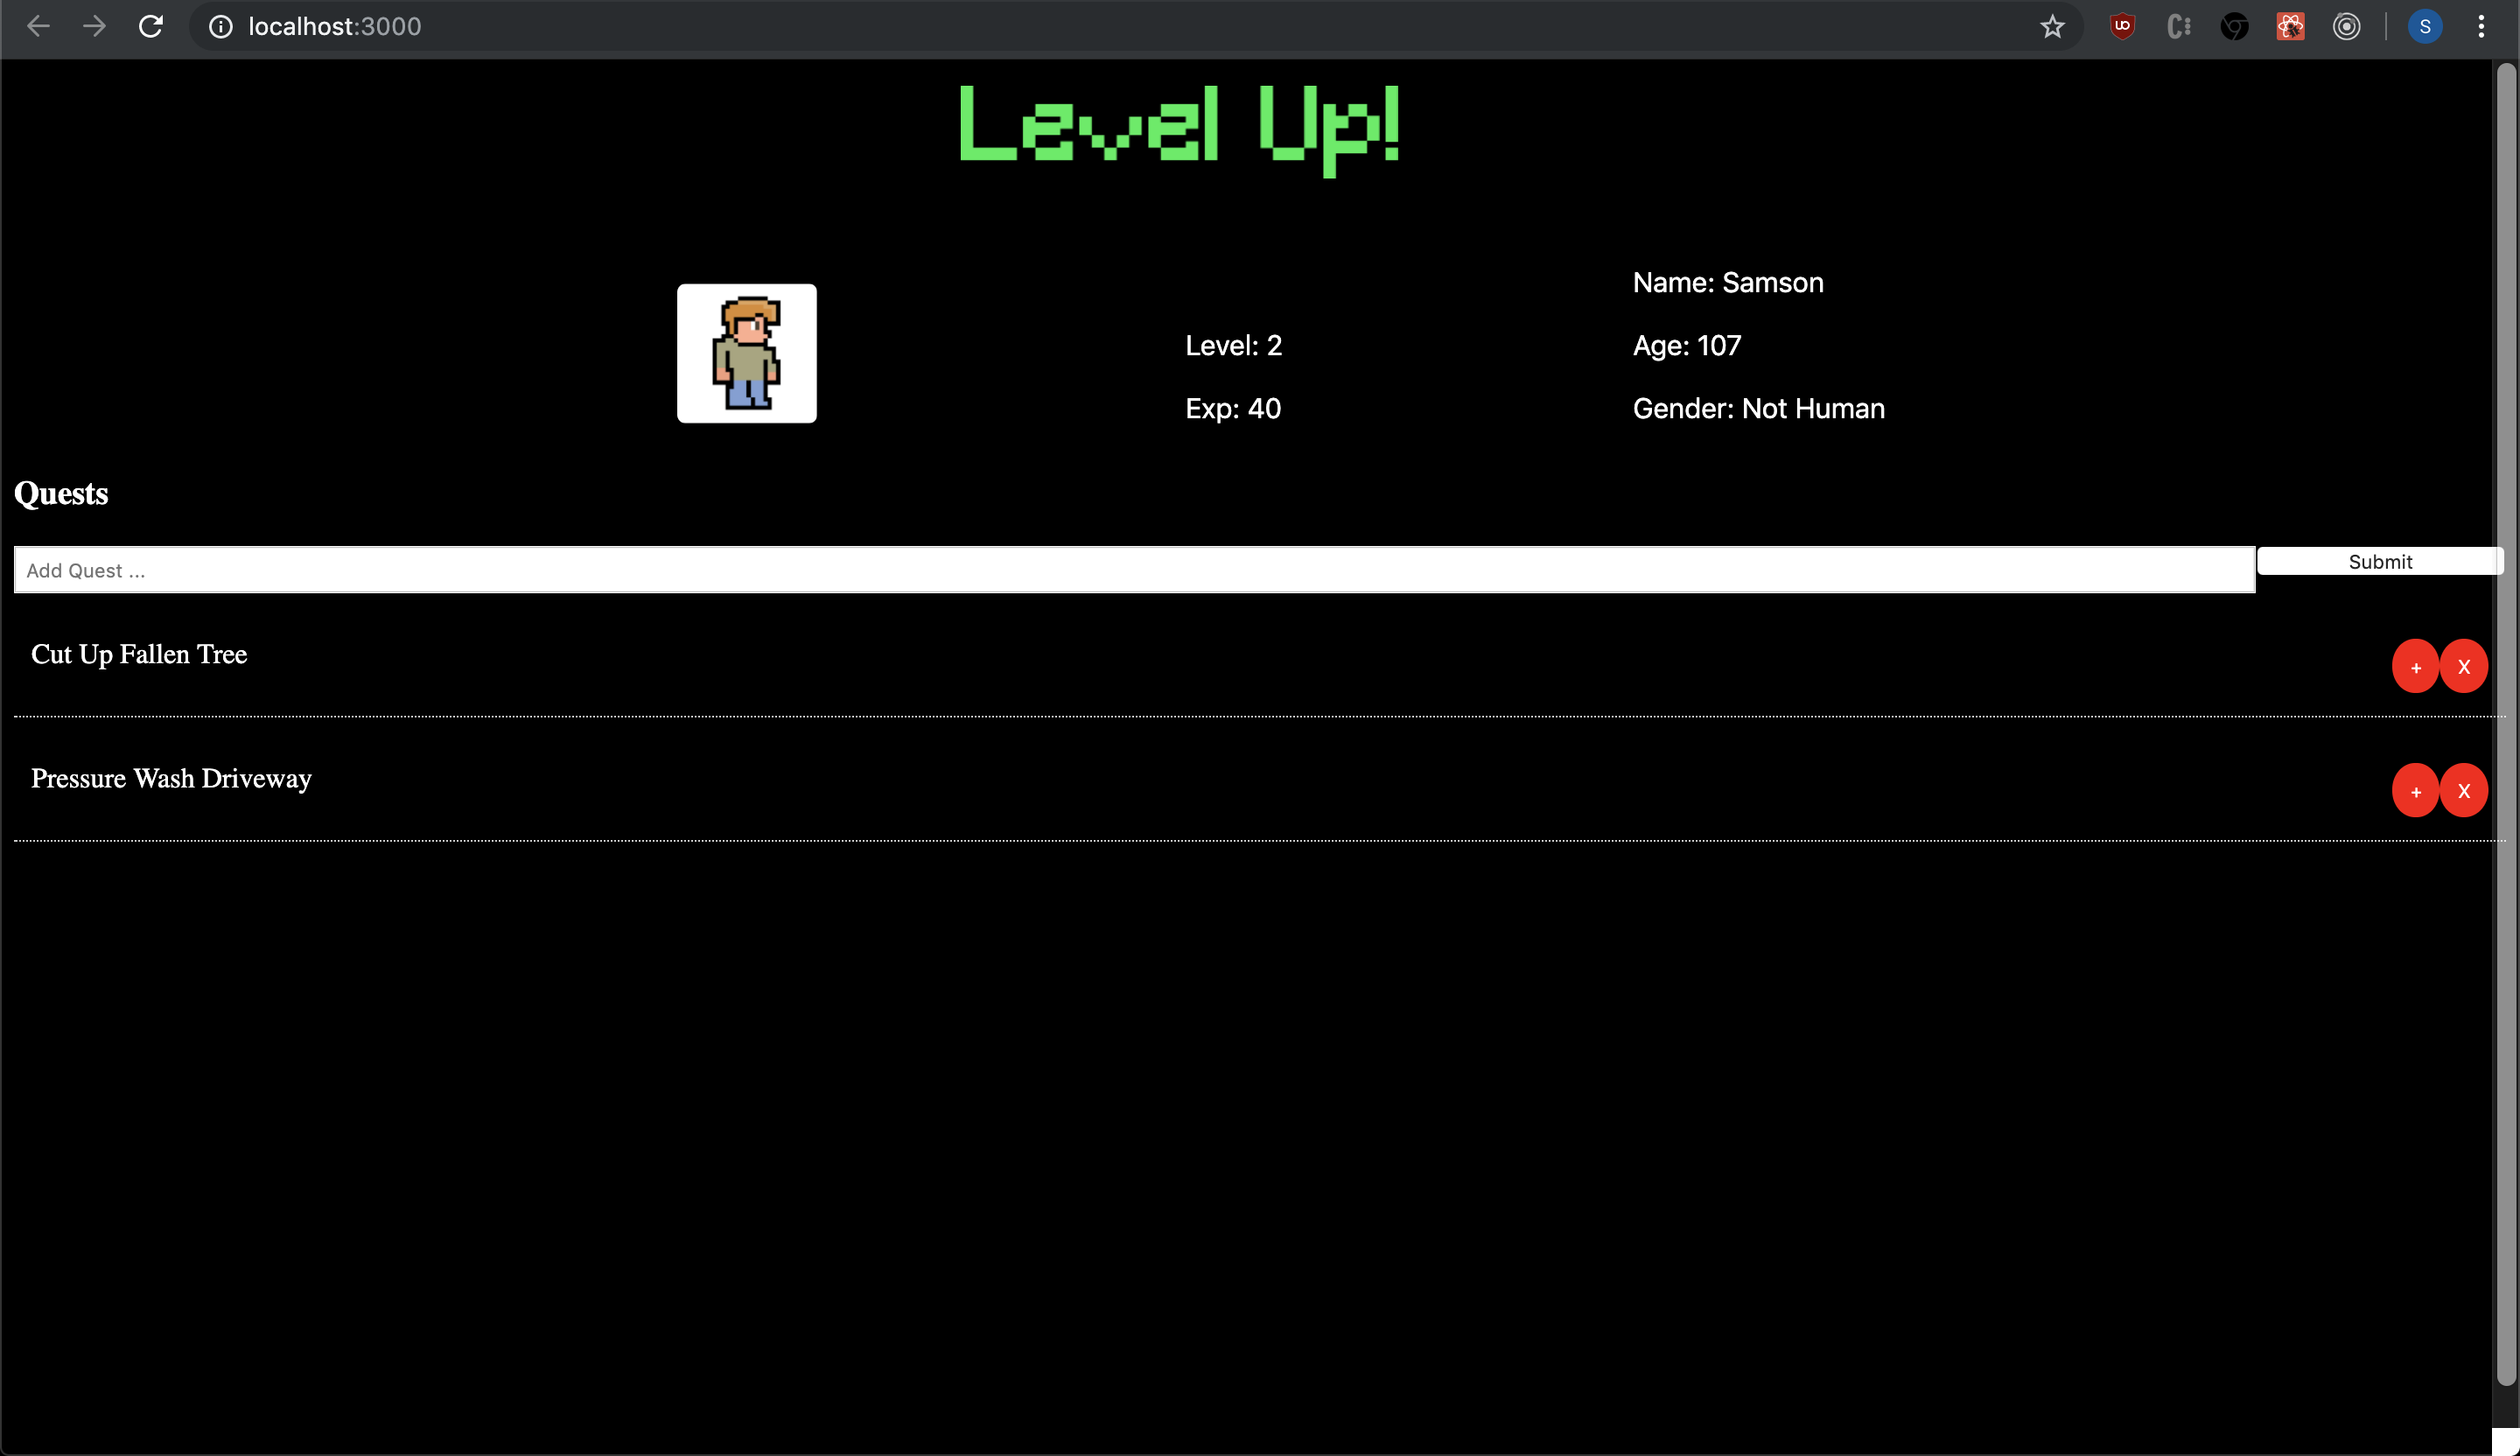 localhost:3000
S
Level Up!
Name: Samson
Level: 2
Age: 107
Exp: 40
Gender: Not Human
Quests
Add Quest ...
Submit
Cut Up Fallen Tree
+ X
Pressure Wash Driveway
+ X